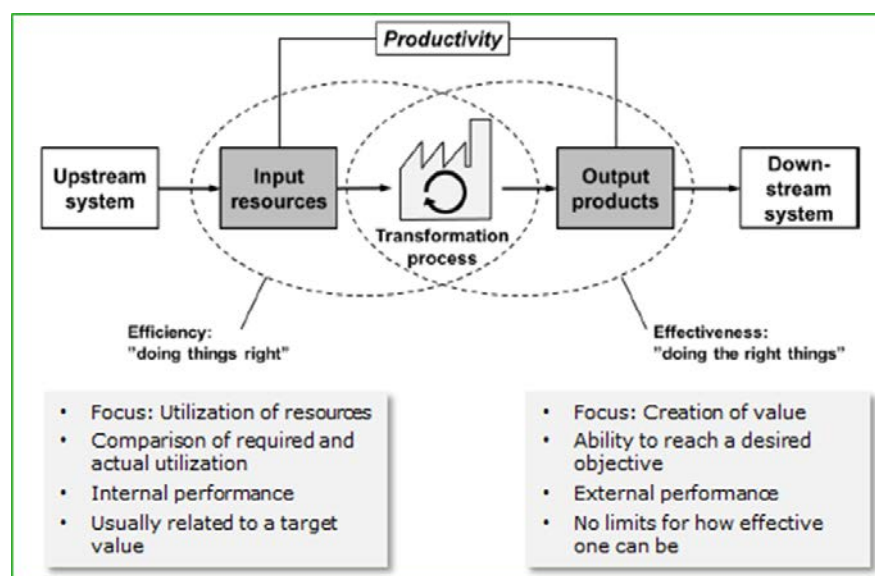 Productivity
Upstream
system
Input
resources
Transformation
process
Output
products
Down-
stream
system
Efficiency:
"doing things right"
Effectiveness:
"doing the right things"
• Focus: Utilization of resources
• Comparison of required and
actual utilization
• Internal performance
• Usually related to a target
value
• Focus: Creation of value
• Ability to reach a desired
objective
• External performance
• No limits for how effective
one can be